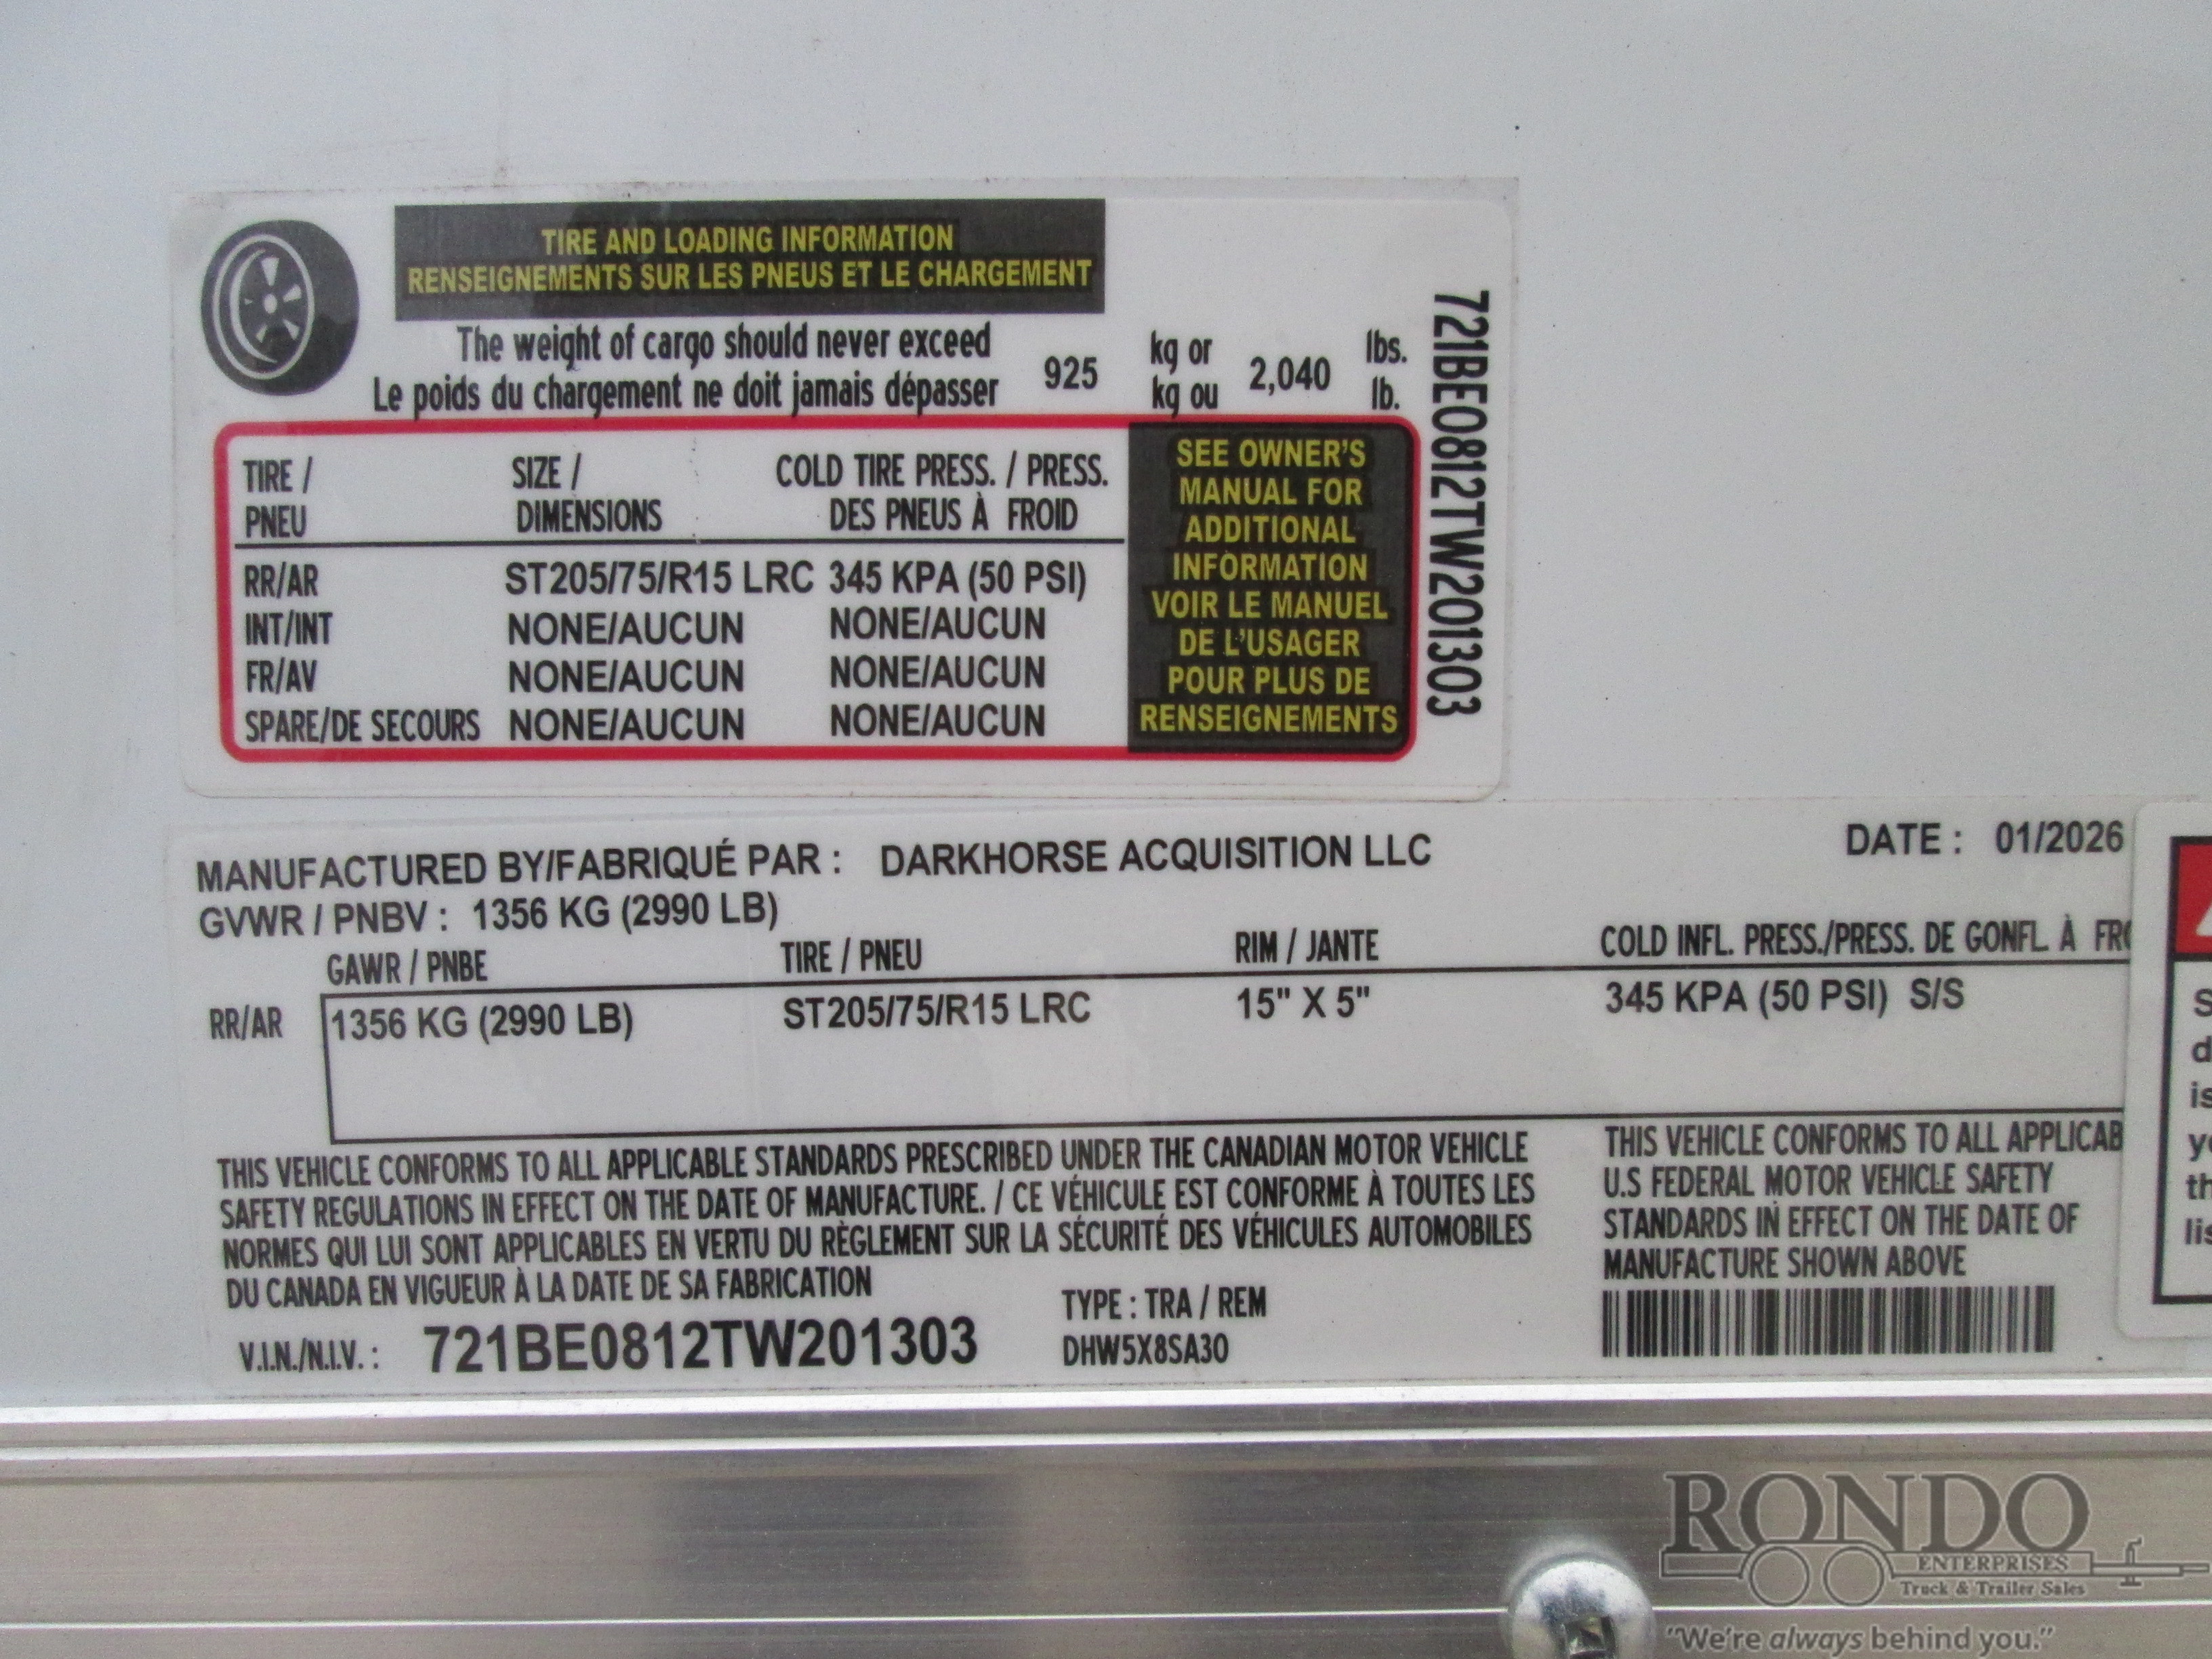 TIRE AND LOADING INFORMATION
RENSEIGNEMENTS SUR LES PNEUS ET LE CHARGEMENT
The weight of cargo should never exceed
Le poids du chargement ne doit jamais dépasser
925
kg or
kg ou
2,040
lbs.
lb.
TIRE / SIZE / COLD TIRE PRESS. / PRESS.
PNEU DIMENSIONS DES PNEUS À FROID
RR/AR ST205/75/R15 LRC 345 KPA (50 PSI)
INT/INT NONE/AUCUN NONE/AUCUN
FR/AV NONE/AUCUN NONE/AUCUN
SPARE/DE SECOURS NONE/AUCUN NONE/AUCUN
SEE OWNER'S
MANUAL FOR
ADDITIONAL
INFORMATION
VOIR LE MANUEL
DE L'USAGER
POUR PLUS DE
RENSEIGNEMENTS
721BE0812TW201303
MANUFACTURED BY/FABRIQUÉ PAR : DARKHORSE ACQUISITION LLC DATE : 01/2026
GVWR / PNBV : 1356 KG (2990 LB)
GAWR / PNBE TIRE / PNEU RIM / JANTE COLD INFL. PRESS./PRESS. DE GONFL. À
RR/AR 1356 KG (2990 LB) ST205/75/R15 LRC 15" X 5" 345 KPA (50 PSI) S/S
THIS VEHICLE CONFORMS TO ALL APPLICABLE STANDARDS PRESCRIBED UNDER THE CANADIAN MOTOR VEHICLE
SAFETY REGULATIONS IN EFFECT ON THE DATE OF MANUFACTURE. / CE VÉHICULE EST CONFORME À TOUTES LES
NORMES QUI LUI SONT APPLICABLES EN VERTU DU RÈGLEMENT SUR LA SÉCURITÉ DES VÉHICULES AUTOMOBILES
DU CANADA EN VIGUEUR À LA DATE DE SA FABRICATION
THIS VEHICLE CONFORMS TO ALL APPLICAB
U.S FEDERAL MOTOR VEHICLE SAFETY
STANDARDS IN EFFECT ON THE DATE OF
MANUFACTURE SHOWN ABOVE
V.I.N./N.I.V. : 721BE0812TW201303
TYPE : TRA / REM
DHW5X8SA30
RONDO
ENTERPRISES
Truck & Trailer Sales
"We're always behind you."